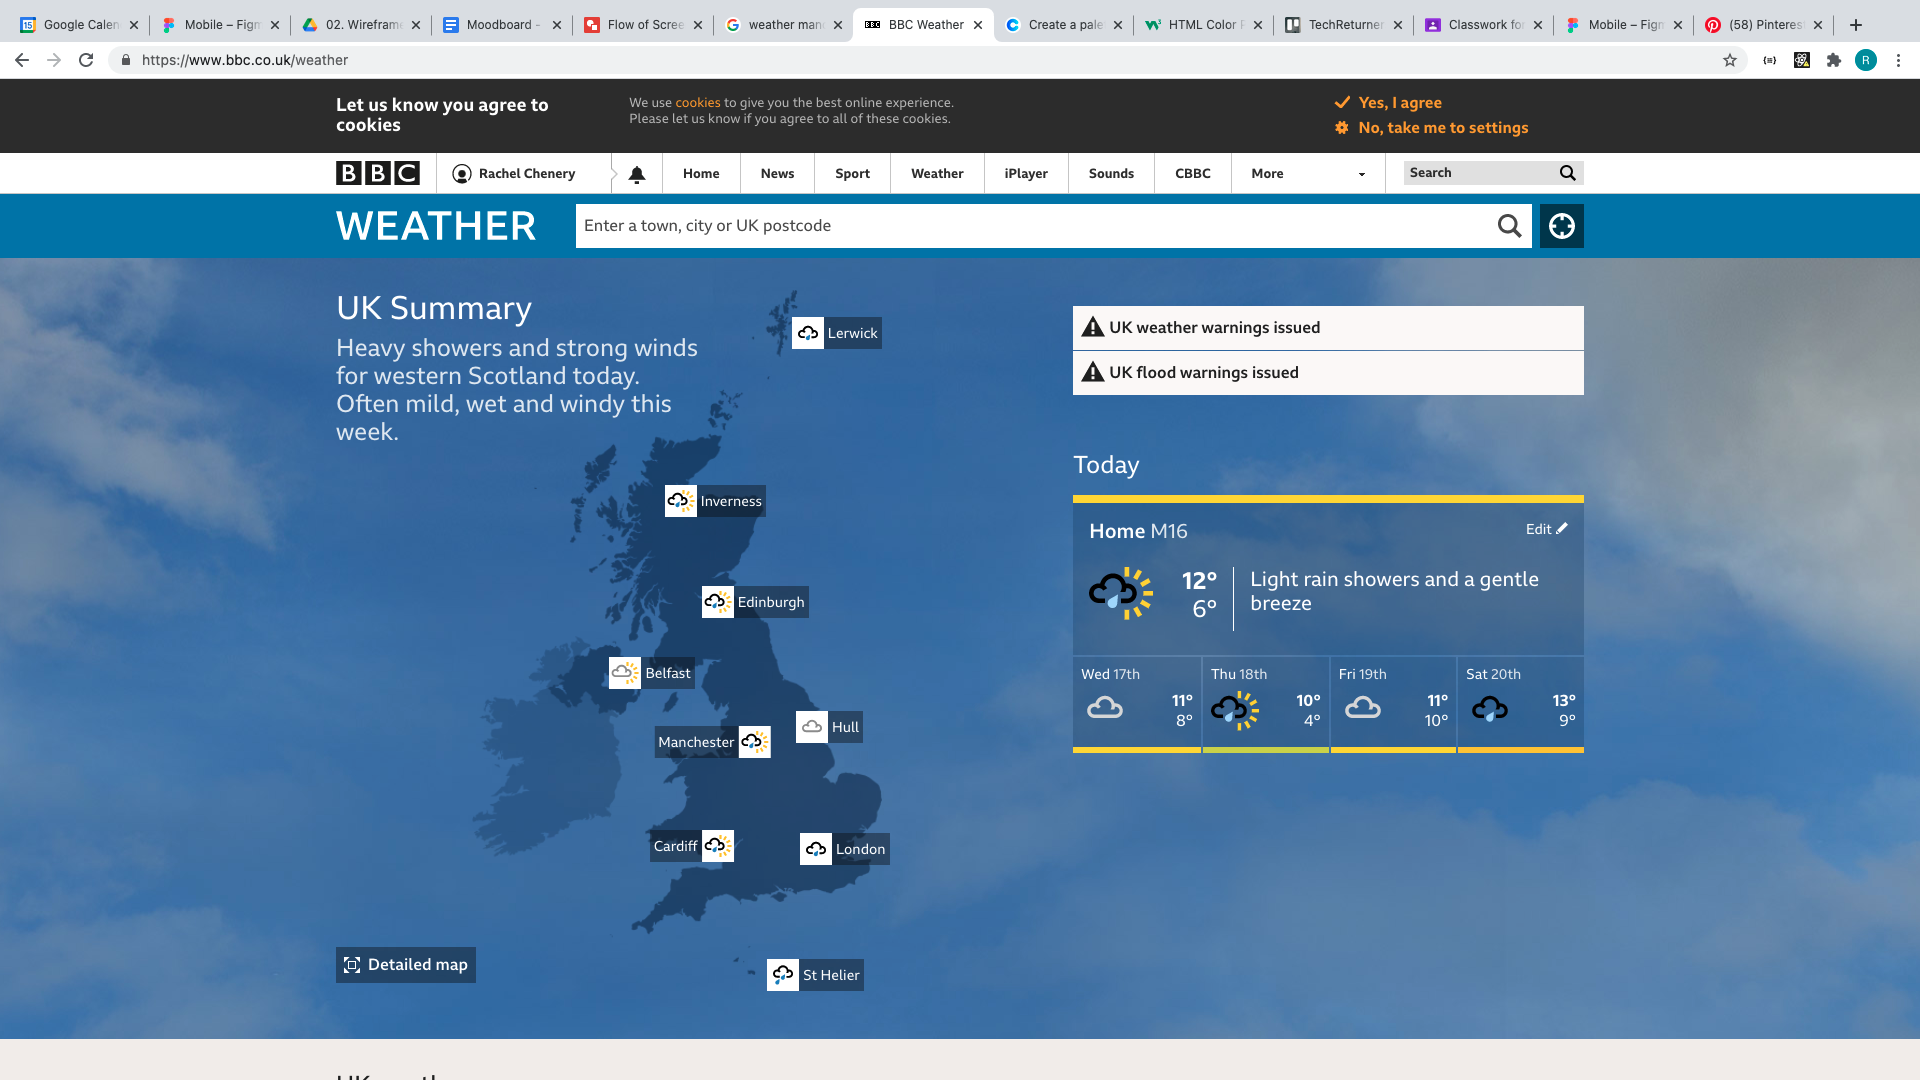 Google Calen
Mobile – Figm
02. Wireframe
Moodboard -
Flow of Scree
weather man
BBC Weather
Create a pale
HTML Color P
TechReturner
Classwork fo
Mobile – Figm
(58) Pinteres
https://www.bbc.co.uk/weather
R
Let us know you agree to
cookies
We use cookies to give you the best online experience.
Please let us know if you agree to all of these cookies.
Yes, I agree
No, take me to settings
BBC
Rachel Chenery
Home
News
Sport
Weather
iPlayer
Sounds
CBBC
More
Search
WEATHER
Enter a town, city or UK postcode
UK Summary
Heavy showers and strong winds
for western Scotland today.
Often mild, wet and windy this
week.
Lerwick
Inverness
Edinburgh
Belfast
Hull
Manchester
Cardiff
London
St Helier
Detailed map
UK weather warnings issued
UK flood warnings issued
Today
Home M16
Edit
12°
6°
Light rain showers and a gentle
breeze
Wed 17th
11°
8°
Thu 18th
10°
4°
Fri 19th
11°
10°
Sat 20th
13°
9°